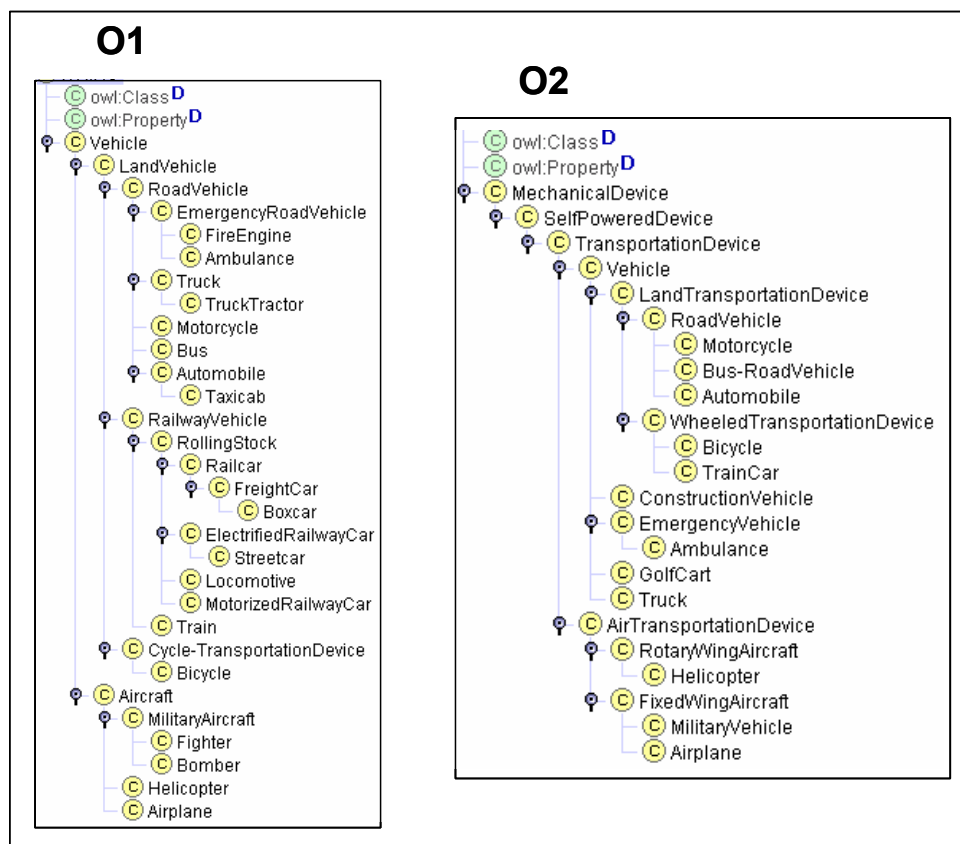 O1
owl:Class D
owl:Property D
Vehicle
LandVehicle
RoadVehicle
EmergencyRoadVehicle
FireEngine
Ambulance
Truck
TruckTractor
Motorcycle
Bus
Automobile
Taxicab
RailwayVehicle
RollingStock
Railcar
FreightCar
Boxcar
ElectrifiedRailwayCar
Streetcar
Locomotive
MotorizedRailwayCar
Train
Cycle-TransportationDevice
Bicycle
Aircraft
MilitaryAircraft
Fighter
Bomber
Helicopter
Airplane
O2
owl:Class D
owl:Property D
MechanicalDevice
SelfPoweredDevice
TransportationDevice
Vehicle
LandTransportationDevice
RoadVehicle
Motorcycle
Bus-RoadVehicle
Automobile
WheeledTransportationDevice
Bicycle
TrainCar
ConstructionVehicle
EmergencyVehicle
Ambulance
GolfCart
Truck
AirTransportationDevice
RotaryWingAircraft
Helicopter
FixedWingAircraft
MilitaryVehicle
Airplane